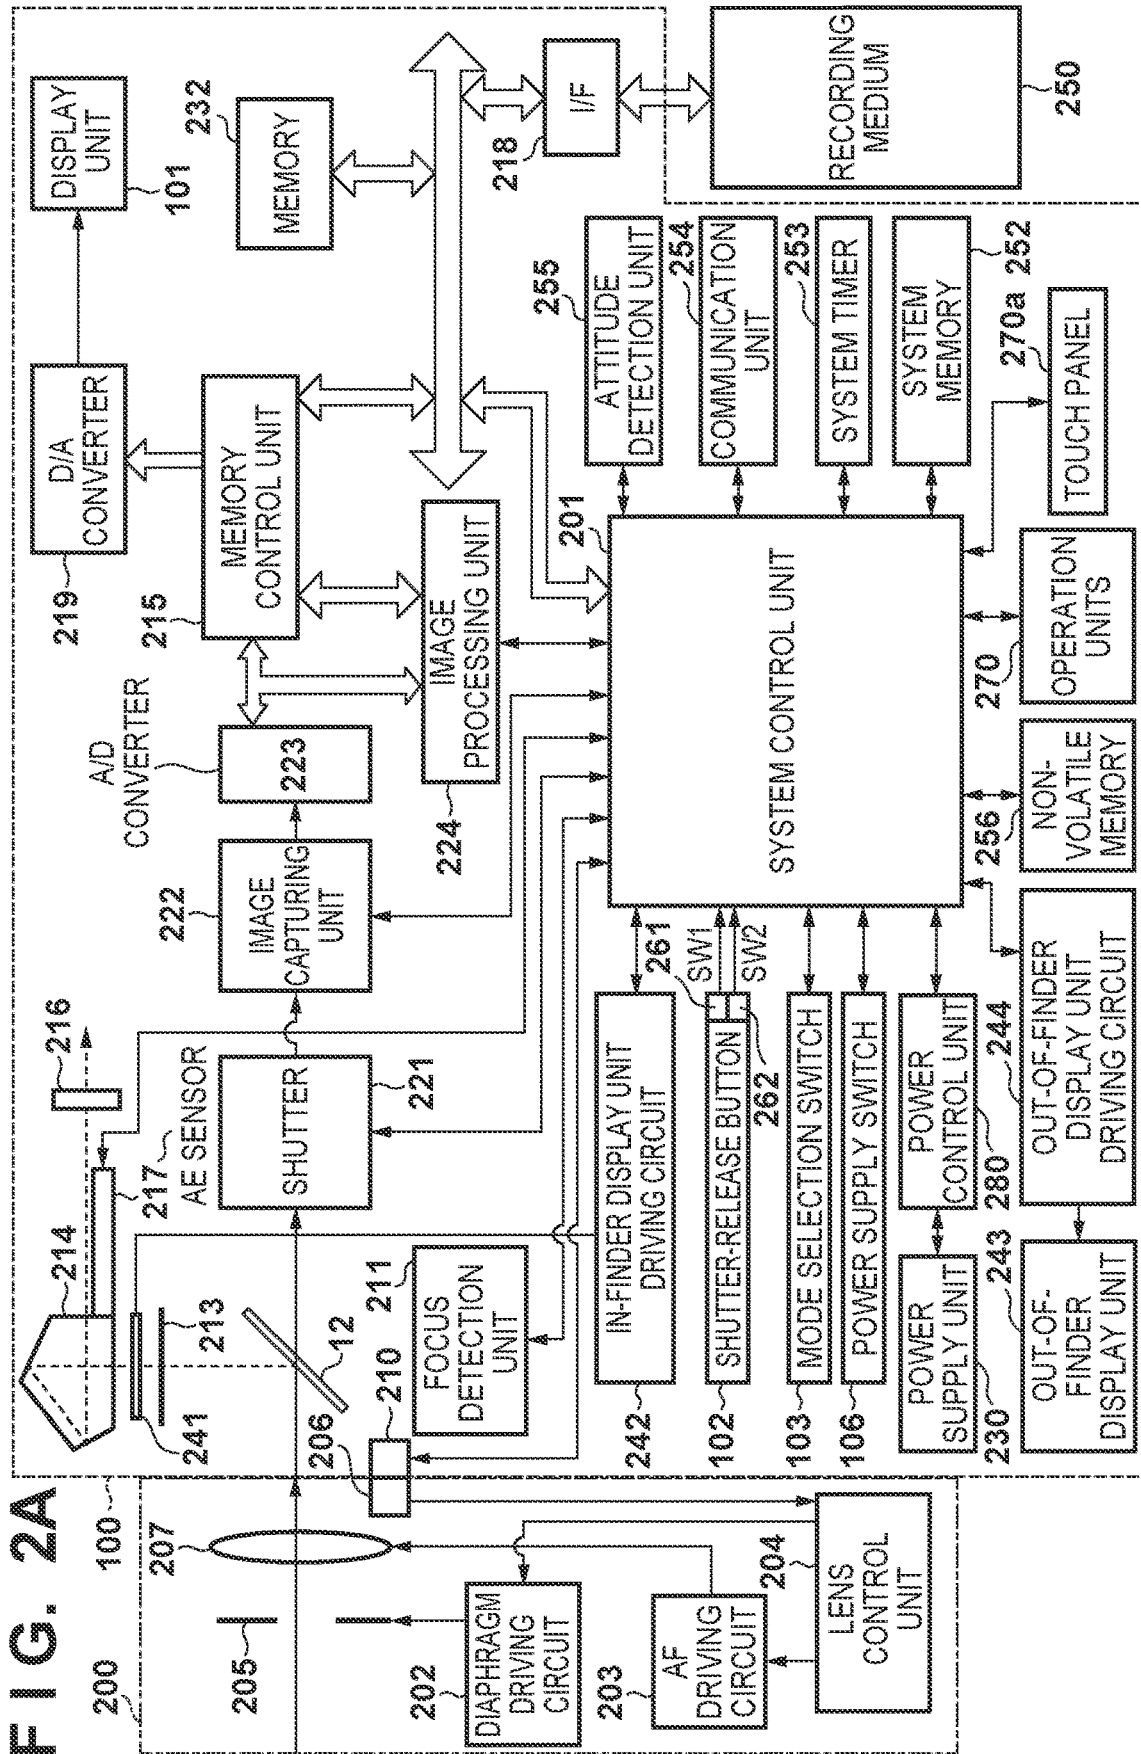 FIG. 2A
200
100
205
207
206
210
202
DIAPHRAGM
DRIVING
CIRCUIT
203
AF
DRIVING
CIRCUIT
204
LENS
CONTROL
UNIT
241
213
214
12
217
AE SENSOR
216
211
FOCUS
DETECTION
UNIT
SHUTTER
221
222
IMAGE
CAPTURING
UNIT
A/D
CONVERTER
223
224
IMAGE
PROCESSING UNIT
215
MEMORY
CONTROL UNIT
219
D/A
CONVERTER
DISPLAY
UNIT
101
232
MEMORY
218
I/F
RECORDING
MEDIUM
250
242
IN-FINDER DISPLAY UNIT
DRIVING CIRCUIT
261
SW1
SW2
102
SHUTTER-RELEASE BUTTON
262
103
MODE SELECTION SWITCH
106
POWER SUPPLY SWITCH
POWER
SUPPLY UNIT
230
POWER
CONTROL UNIT
280
243
OUT-OF-
FINDER
DISPLAY UNIT
244
OUT-OF-FINDER
DISPLAY UNIT
DRIVING CIRCUIT
201
SYSTEM CONTROL UNIT
256
NON-
VOLATILE
MEMORY
270
OPERATION
UNITS
270a
TOUCH PANEL
255
ATTITUDE
DETECTION UNIT
254
COMMUNICATION
UNIT
253
SYSTEM TIMER
252
SYSTEM
MEMORY